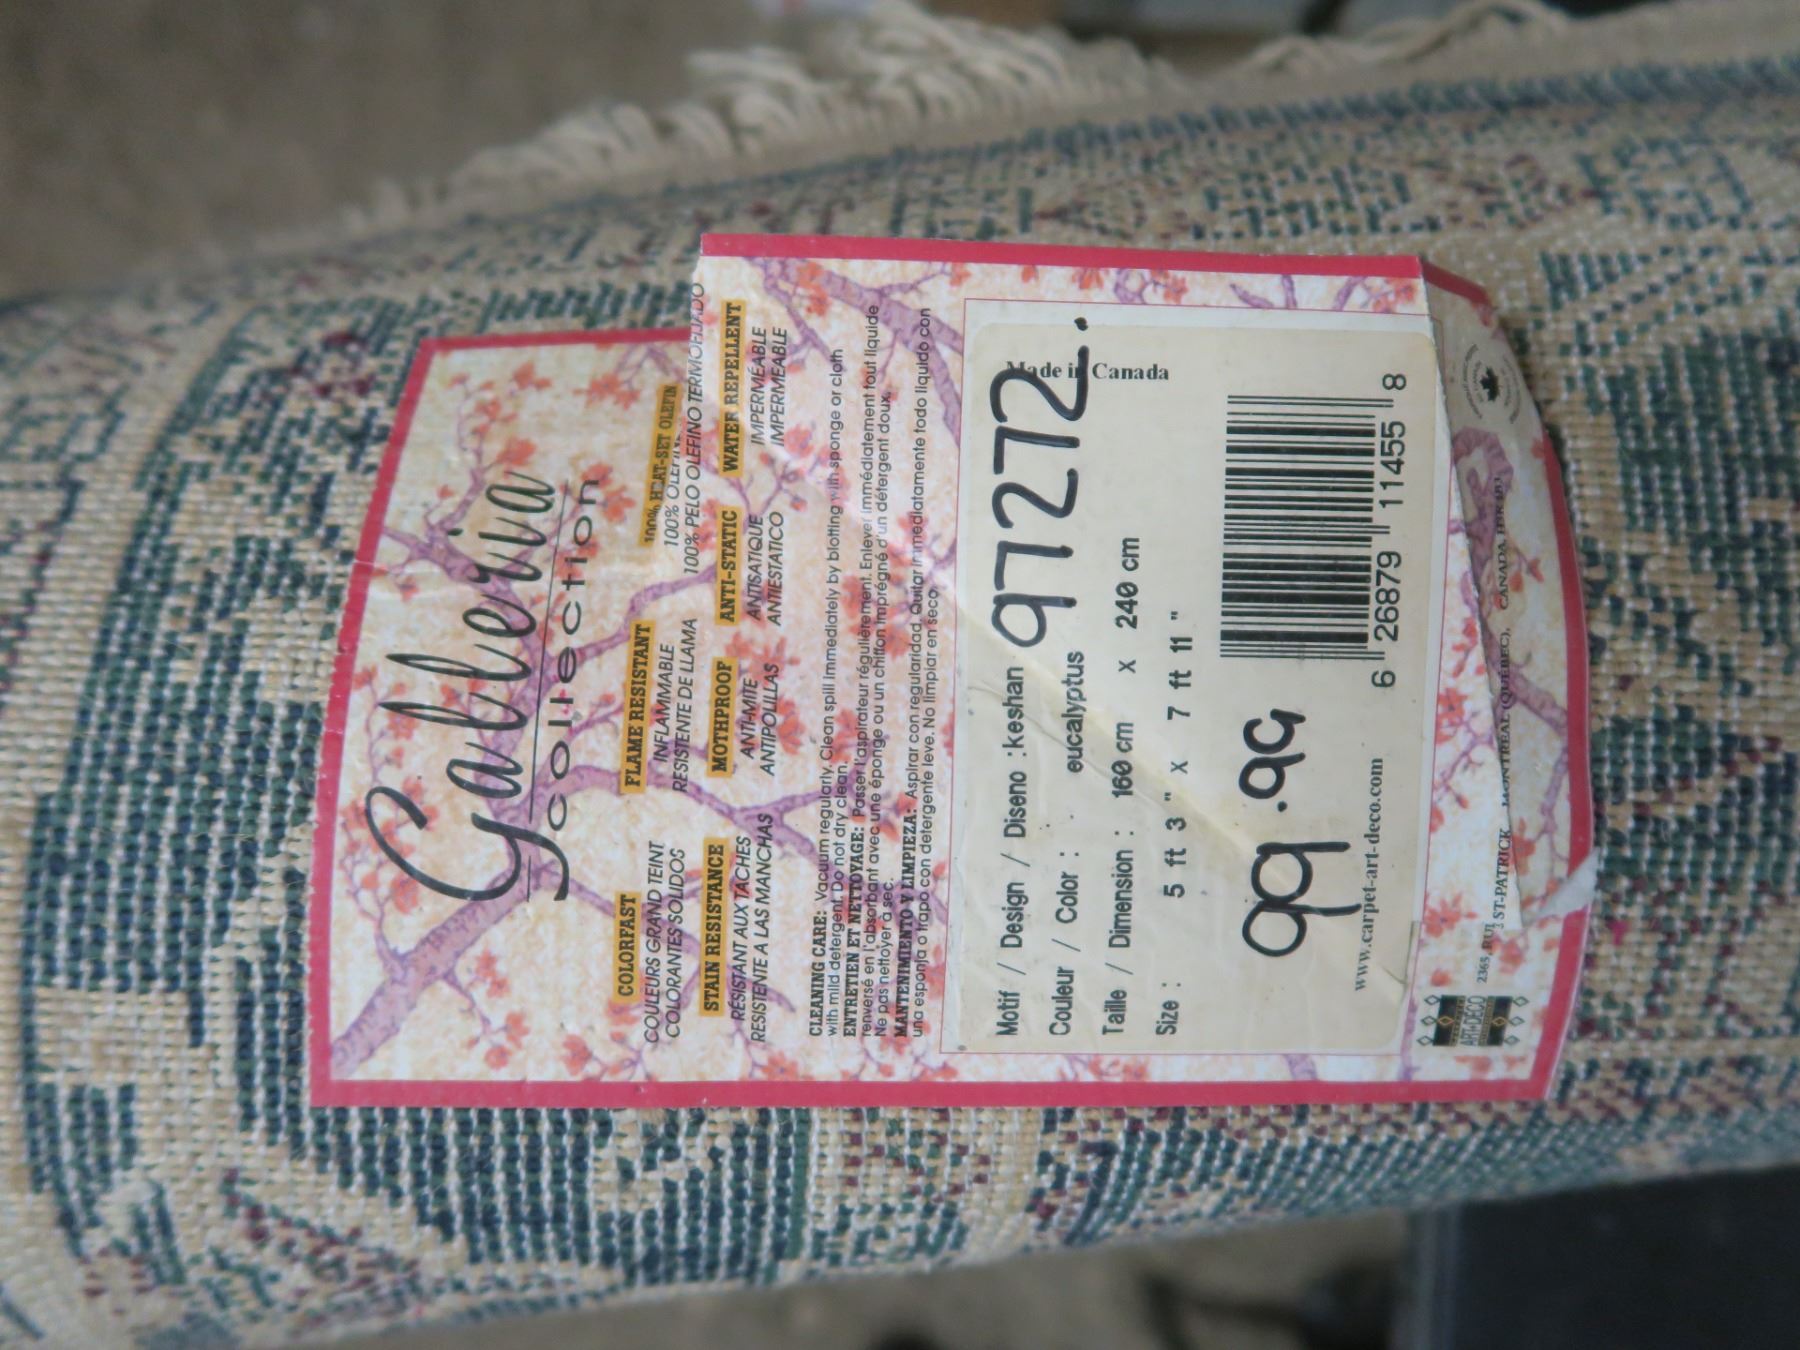 Galleria
collection
COLORFAST
COULEURS GRAND TEINT
COLORANTES SOLIDOS
FLAME RESISTANT
INFLAMMABLE
RESISTENTE DE LLAMA
100% HEAT-SET OLEFIN
100% OLEFIN
100% PELO OLEFINO TERMOFIJADO
STAIN RESISTANCE
RÉSISTANT AUX TACHES
RESISTENTE A LAS MANCHAS
MOTHPROOF
ANTI-MITE
ANTIPOLILLAS
ANTI-STATIC
ANTISATIQUE
ANTIESTATICO
WATER REPELLENT
IMPERMÉABLE
IMPERMEABLE
CLEANING CARE: Vacuum regularly. Clean spill immediately by blotting with sponge or cloth
with mild detergent. Do not dry clean.
ENTRETIEN ET NETTOYAGE: Passer l'aspirateur régulièrement. Enlever immédiatement tout liquide
renversé en l'absorbant avec une éponge ou un chiffon imprégné d'un détergent doux.
Ne pas nettoyer à sec.
MANTENIMIENTO Y LIMPIEZA: Aspirar con regularidad. Quitar inmediatamente todo líquido con
una esponja o trapo con detergente leve. No limpiar en seco.
Made in Canada
Motif / Design / Diseno : keshan
97272.
Couleur / Color : eucalyptus
Taille / Dimension : 160 cm x 240 cm
Size : 5 ft 3 " x 7 ft 11 "
99.99
6 26879 11455 8
www.carpet-art-deco.com
ART-DECO
2365 RUE ST-PATRICK MONTRÉAL (QUÉBEC), CANADA